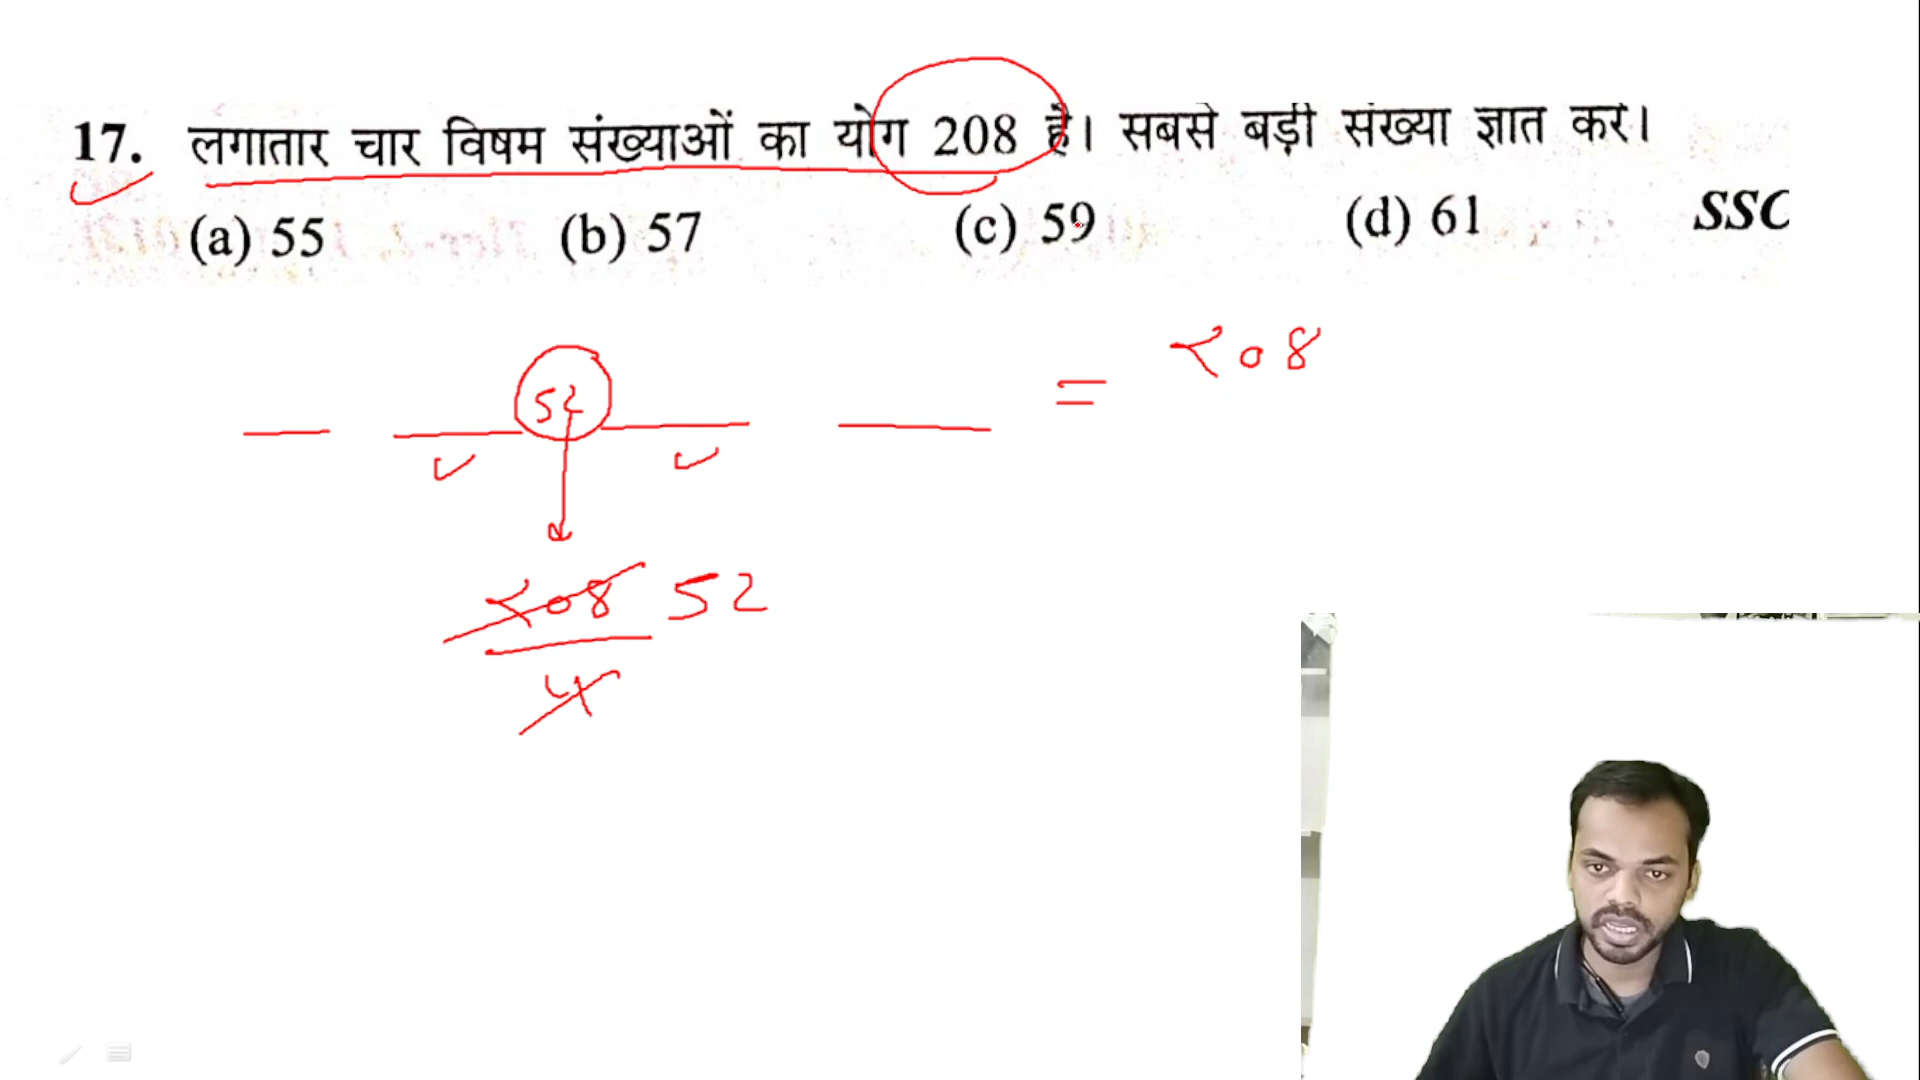 17. लगातार चार विषम संख्याओं का योग 208 है। सबसे बड़ी संख्या ज्ञात करें।
(a) 55 (b) 57 (c) 59 (d) 61 SSC
52
= 208
208 52
4